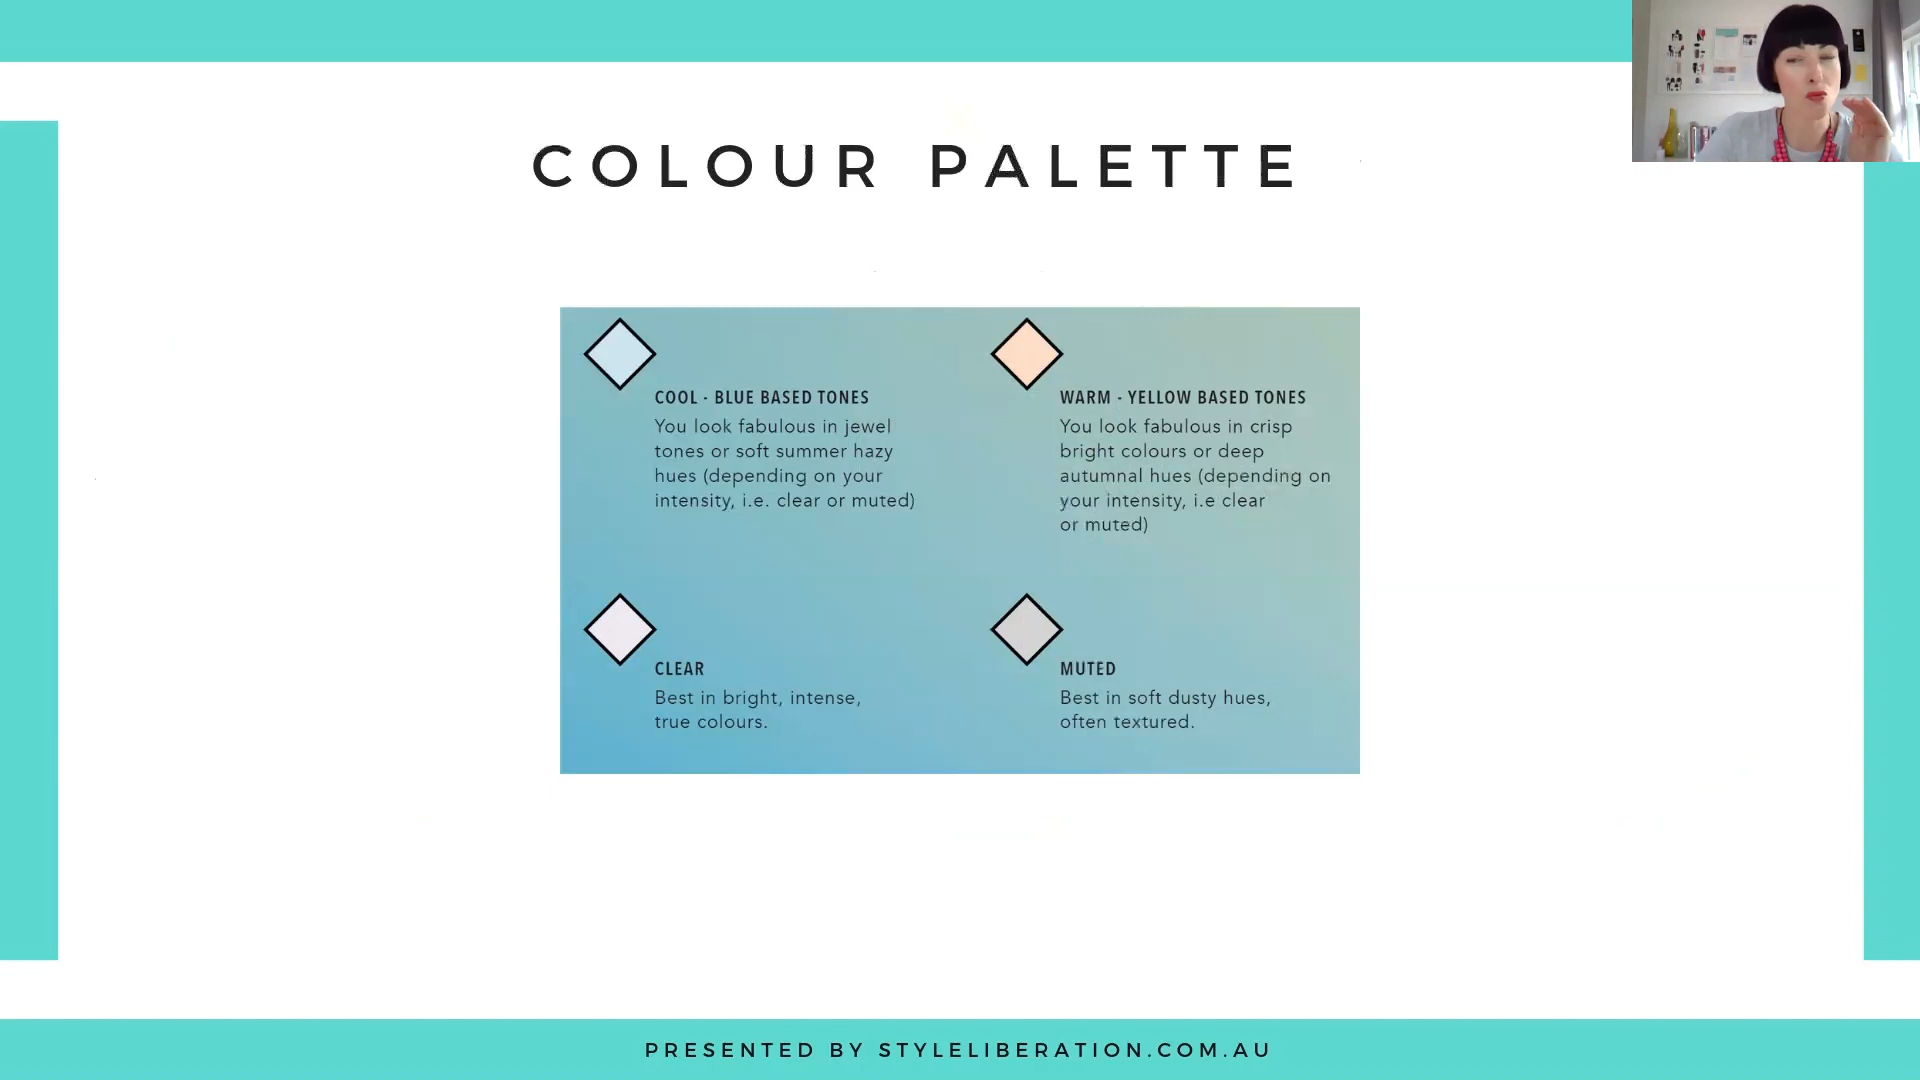 COLOUR PALETTE
COOL - BLUE BASED TONES
You look fabulous in jewel
tones or soft summer hazy
hues (depending on your
intensity, i.e. clear or muted)
WARM - YELLOW BASED TONES
You look fabulous in crisp
bright colours or deep
autumnal hues (depending on
your intensity, i.e clear
or muted)
CLEAR
Best in bright, intense,
true colours.
MUTED
Best in soft dusty hues,
often textured.
PRESENTED BY STYLELIBERATION.COM.AU